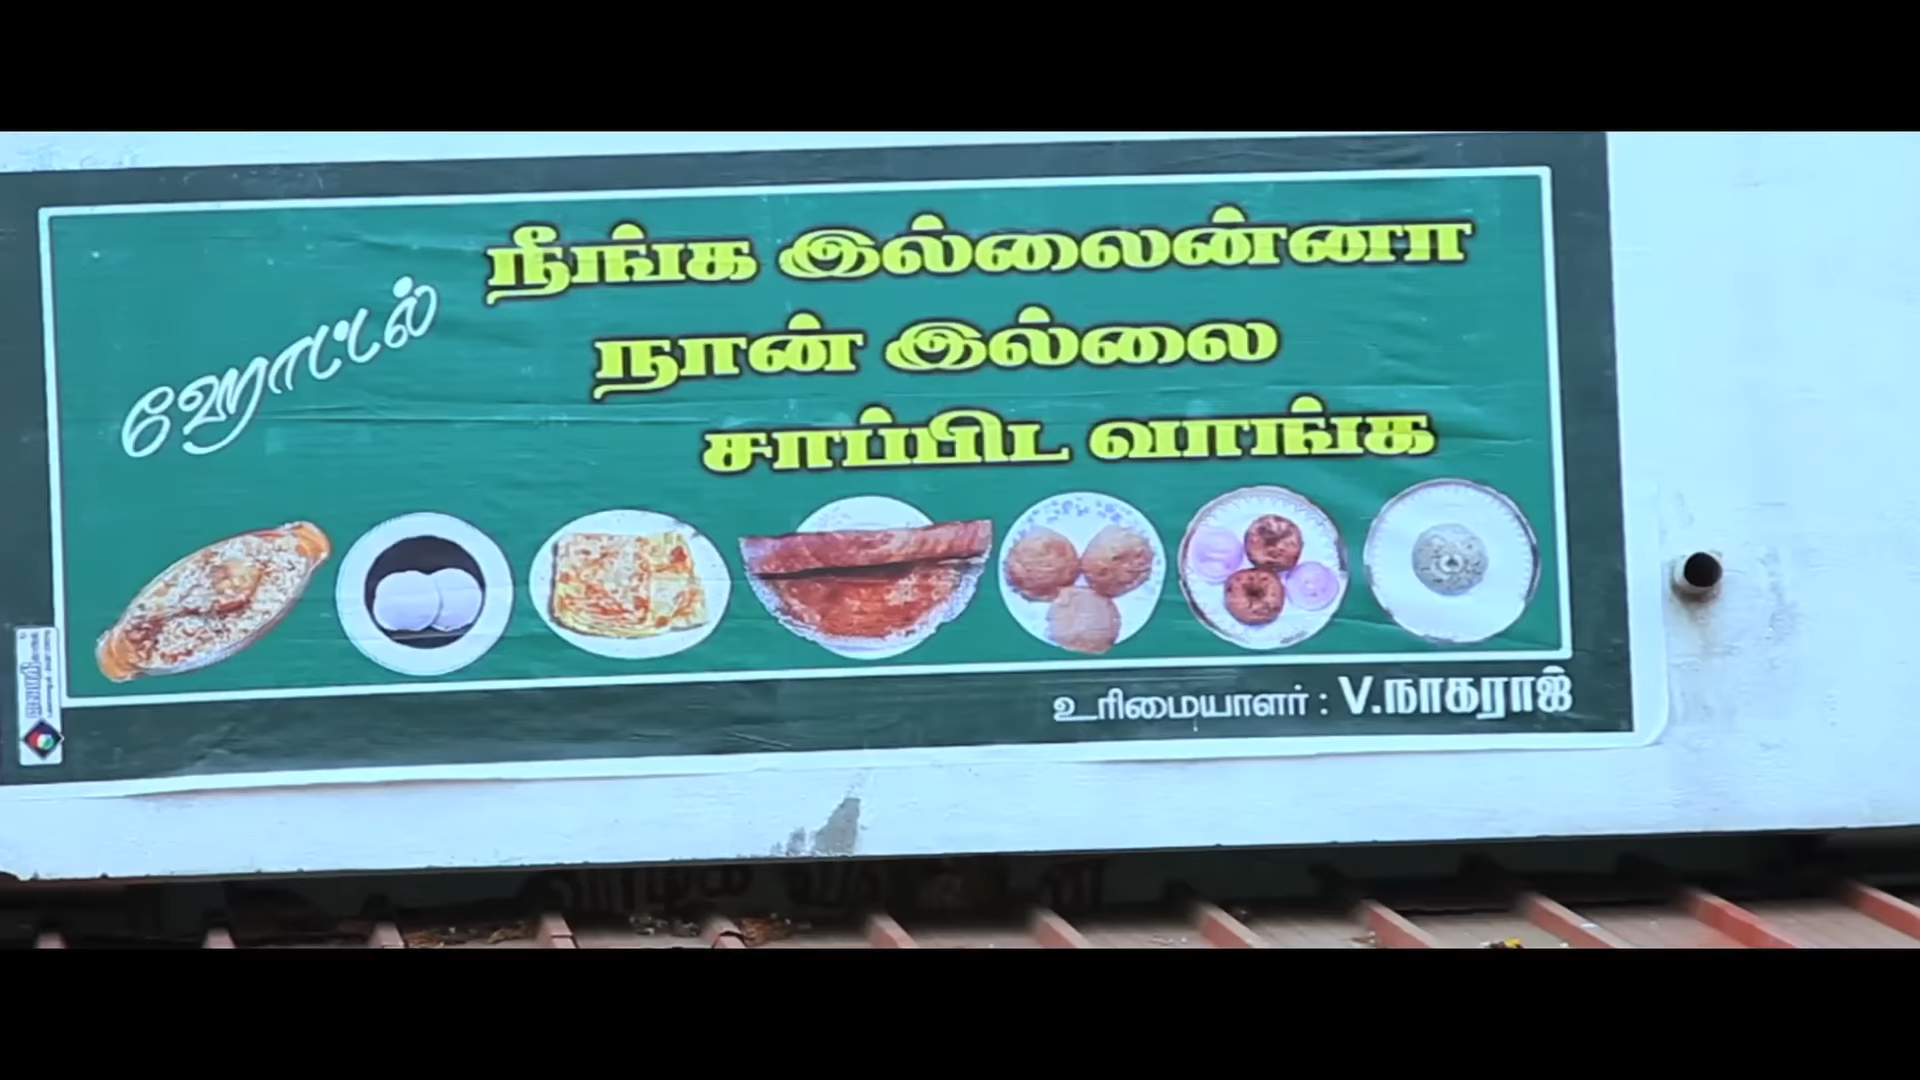 ஹோட்டல்
நீங்க இல்லைன்னா
நான் இல்லை
சாப்பிட வாங்க
உரிமையாளர் : V.நாகராஜ்